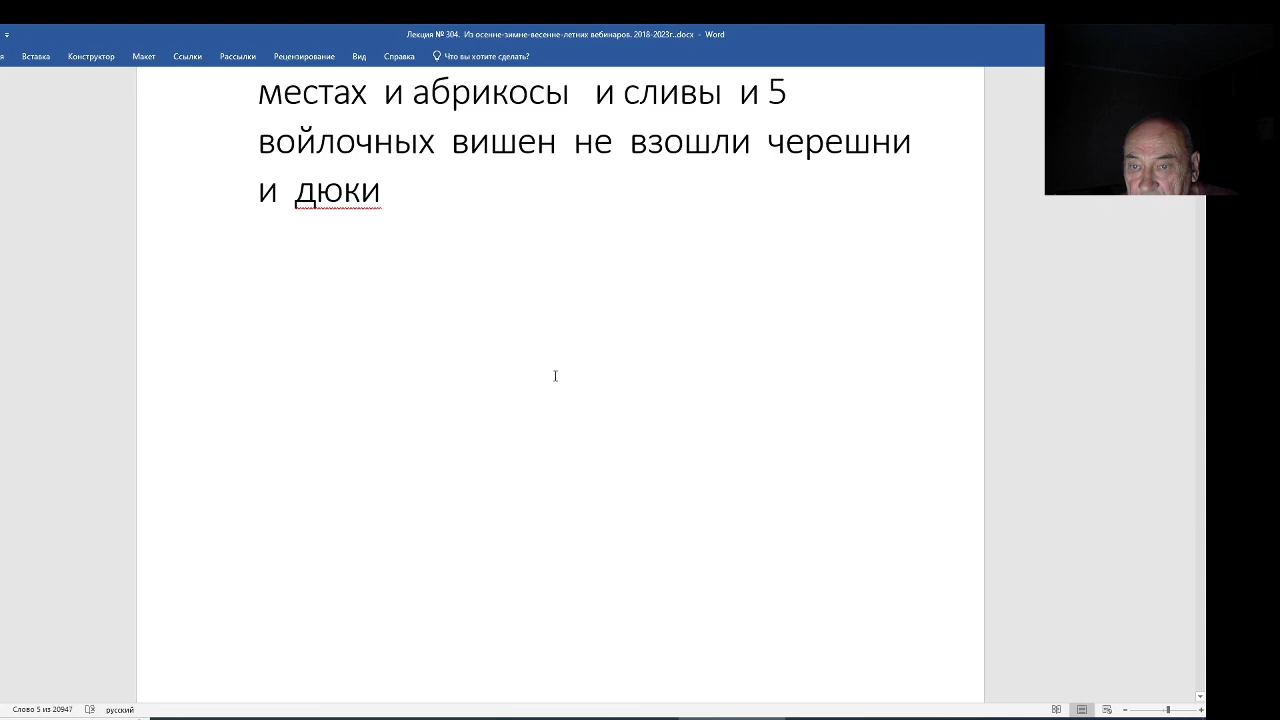 Лекция № 304. Из осенне-зимне-весенне-летних вебинаров. 2018-2023г..docx - Word
я Вставка Конструктор Макет Ссылки Рассылки Рецензирование Вид Справка Что вы хотите сделать?
местах и абрикосы и сливы и 5
войлочных вишен не взошли черешни
и дюки
Слово 5 из 20947 русский